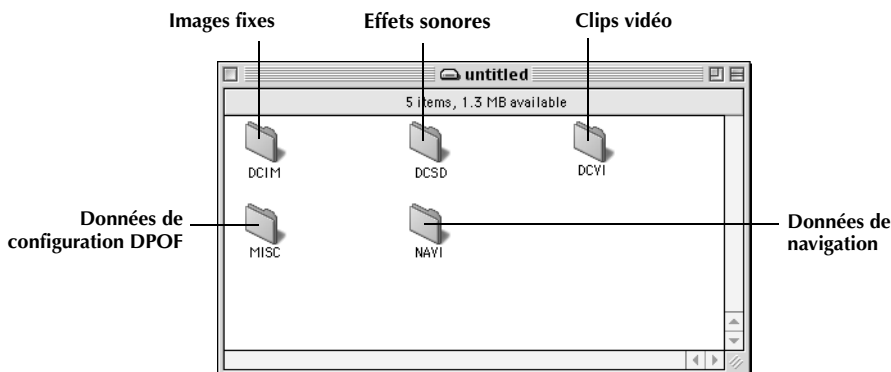 Images fixes
Effets sonores
Clips vidéo
untitled
5 items, 1.3 MB available
DCIM
DCSD
DCVI
Données de
configuration DPOF
MISC
NAVI
Données de
navigation